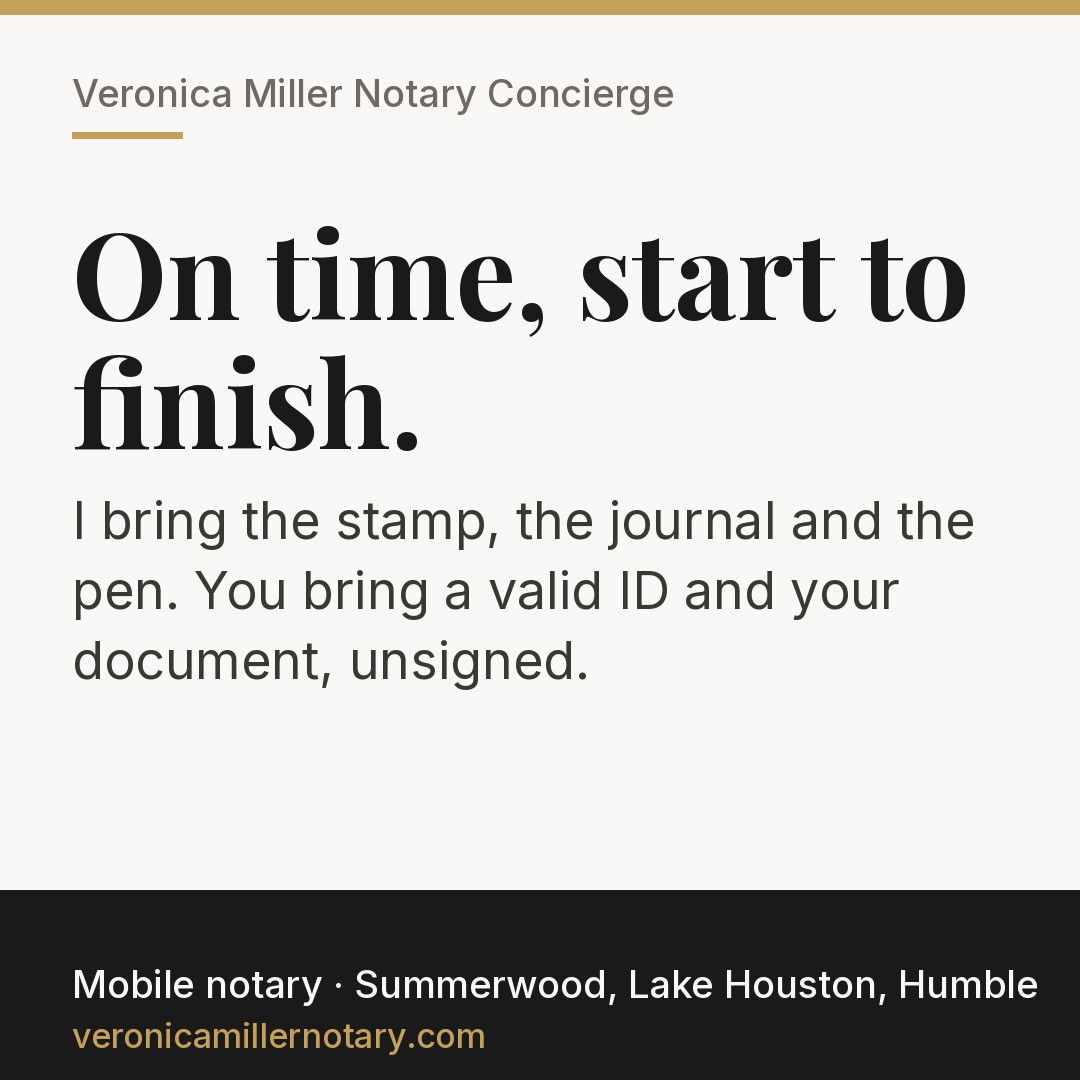 Veronica Miller Notary Concierge
On time, start to
finish.
I bring the stamp, the journal and the
pen. You bring a valid ID and your
document, unsigned.
Mobile notary · Summerwood, Lake Houston, Humble
veronicamillernotary.com